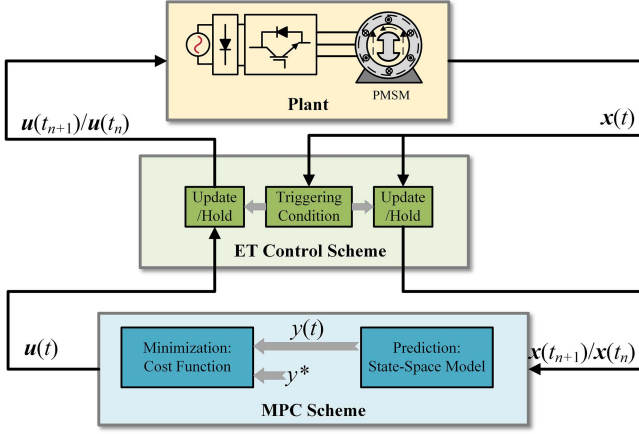 PMSM
Plant
u(tn+1)/u(tn)
x(t)
Update
/Hold
Triggering
Condition
Update
/Hold
ET Control Scheme
u(t)
Minimization:
Cost Function
y(t)
y*
Prediction:
State-Space Model
x(tn+1)/x(tn)
MPC Scheme